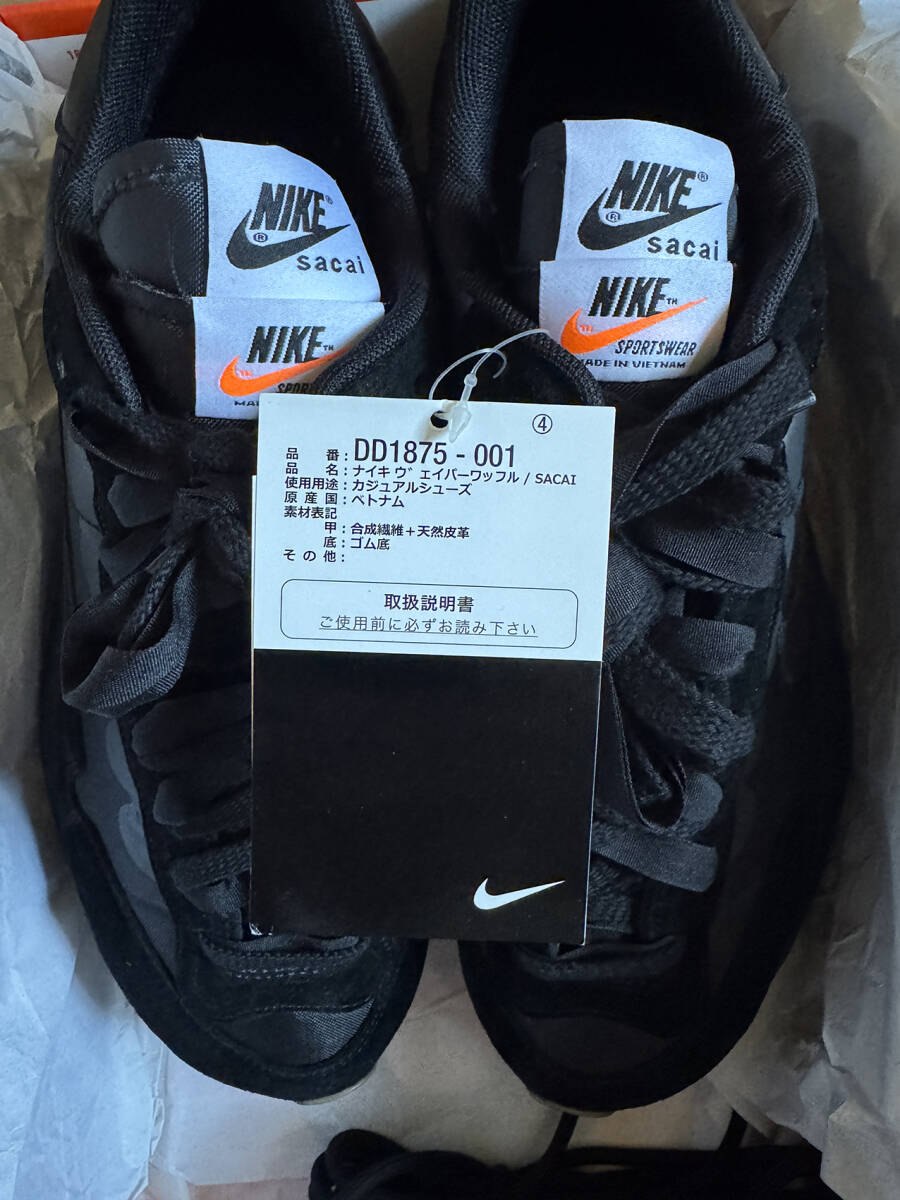 NIKE®
®
sacai
NIKE™
SPOR
MA
NIKE®
®
sacai
NIKE™
SPORTSWEAR
MADE IN VIETNAM
④
品 番 : DD1875 - 001
品 名 : ナイキ ヴェイパーワッフル / SACAI
使用用途 : カジュアルシューズ
原 産 国 : ベトナム
素材表記
甲 : 合成繊維＋天然皮革
底 : ゴム底
そ の 他 :
取扱説明書
ご使用前に必ずお読み下さい